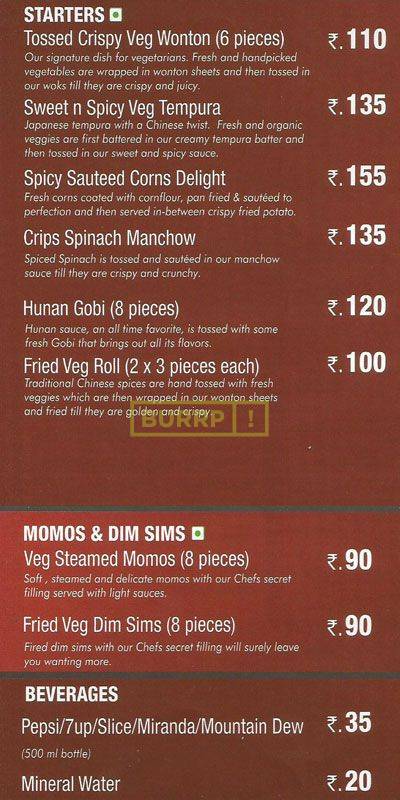 STARTERS
Tossed Crispy Veg Wonton (6 pieces) ₹.110
Our signature dish for vegetarians. Fresh and handpicked
vegetables are wrapped in wonton sheets and then tossed in
our woks till they are crispy and juicy.
Sweet n Spicy Veg Tempura ₹.135
Japanese tempura with a Chinese twist. Fresh and organic
veggies are first battered in our creamy tempura batter and
then tossed in our sweet and spicy sauce.
Spicy Sauteed Corns Delight ₹.155
Fresh corns coated with cornflour, pan fried & sautéed to
perfection and then served in-between crispy fried potato.
Crips Spinach Manchow ₹.135
Spiced Spinach is tossed and sautéed in our manchow
sauce till they are crispy and crunchy.
Hunan Gobi (8 pieces) ₹.120
Hunan sauce, an all time favorite, is tossed with some
fresh Gobi that brings out all its flavors.
Fried Veg Roll (2 x 3 pieces each) ₹.100
Traditional Chinese spices are hand tossed with fresh
veggies which are then wrapped in our wonton sheets
and fried till they are golden and crispy.
BURRP!
MOMOS & DIM SIMS
Veg Steamed Momos (8 pieces) ₹.90
Soft , steamed and delicate momos with our Chefs secret
filling served with light sauces.
Fried Veg Dim Sims (8 pieces) ₹.90
Fired dim sims with our Chefs secret filling will surely leave
you wanting more.
BEVERAGES
Pepsi/7up/Slice/Miranda/Mountain Dew ₹.35
(500 ml bottle)
Mineral Water ₹.20